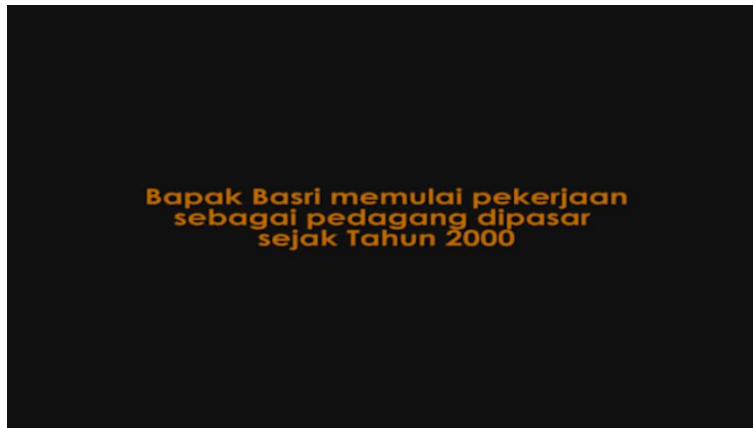 Bapak Basri memulai pekerjaan
sebagai pedagang dipasar
sejak Tahun 2000